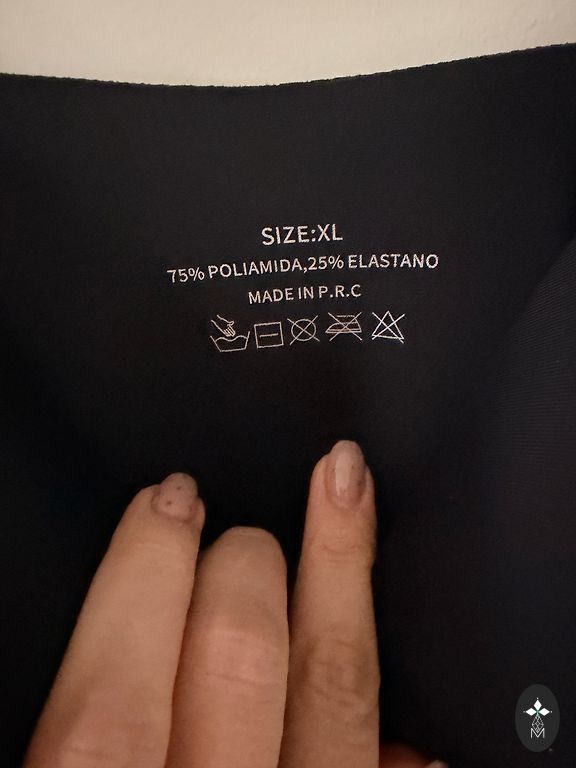 SIZE:XL
75% POLIAMIDA,25% ELASTANO
MADE IN P.R.C